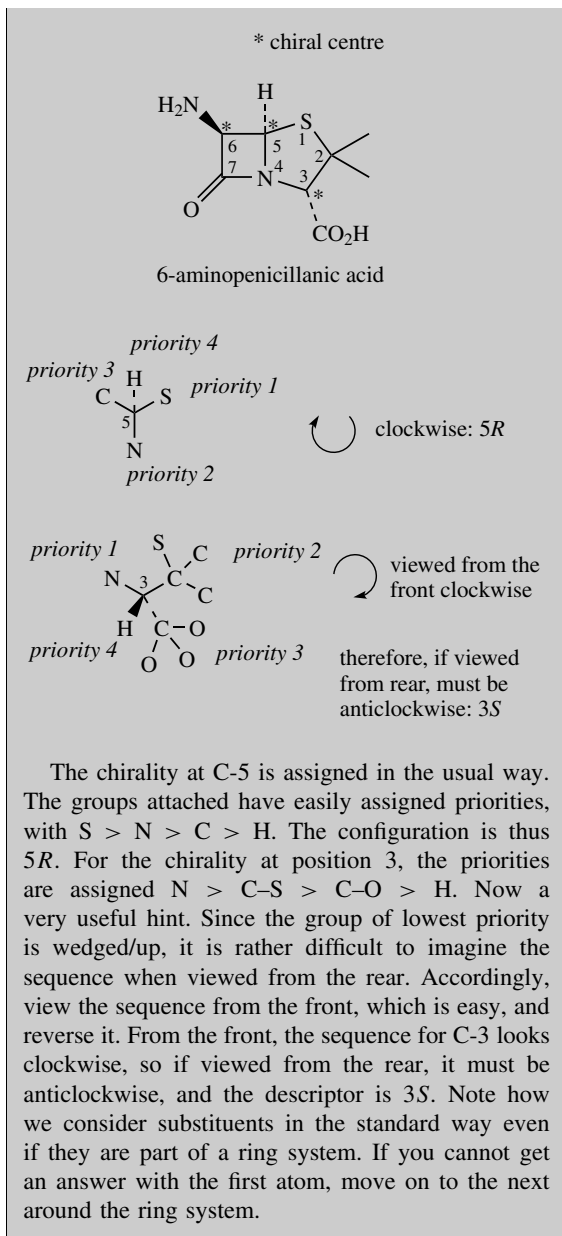 * chiral centre
H
H2N
*
*
S
1
6
5
2
7
4
3
N
*
O
CO2H
6-aminopenicillanic acid
priority 4
priority 3
H
priority 1
C
S
5
clockwise: 5R
N
priority 2
priority 1
S
C
priority 2
N
3
C
viewed from the
front clockwise
C
H
C
O
priority 4
O
O
priority 3
therefore, if viewed
from rear, must be
anticlockwise: 3S
The chirality at C-5 is assigned in the usual way.
The groups attached have easily assigned priorities,
with S > N > C > H. The configuration is thus
5R. For the chirality at position 3, the priorities
are assigned N > C–S > C–O > H. Now a
very useful hint. Since the group of lowest priority
is wedged/up, it is rather difficult to imagine the
sequence when viewed from the rear. Accordingly,
view the sequence from the front, which is easy, and
reverse it. From the front, the sequence for C-3 looks
clockwise, so if viewed from the rear, it must be
anticlockwise, and the descriptor is 3S. Note how
we consider substituents in the standard way even
if they are part of a ring system. If you cannot get
an answer with the first atom, move on to the next
around the ring system.